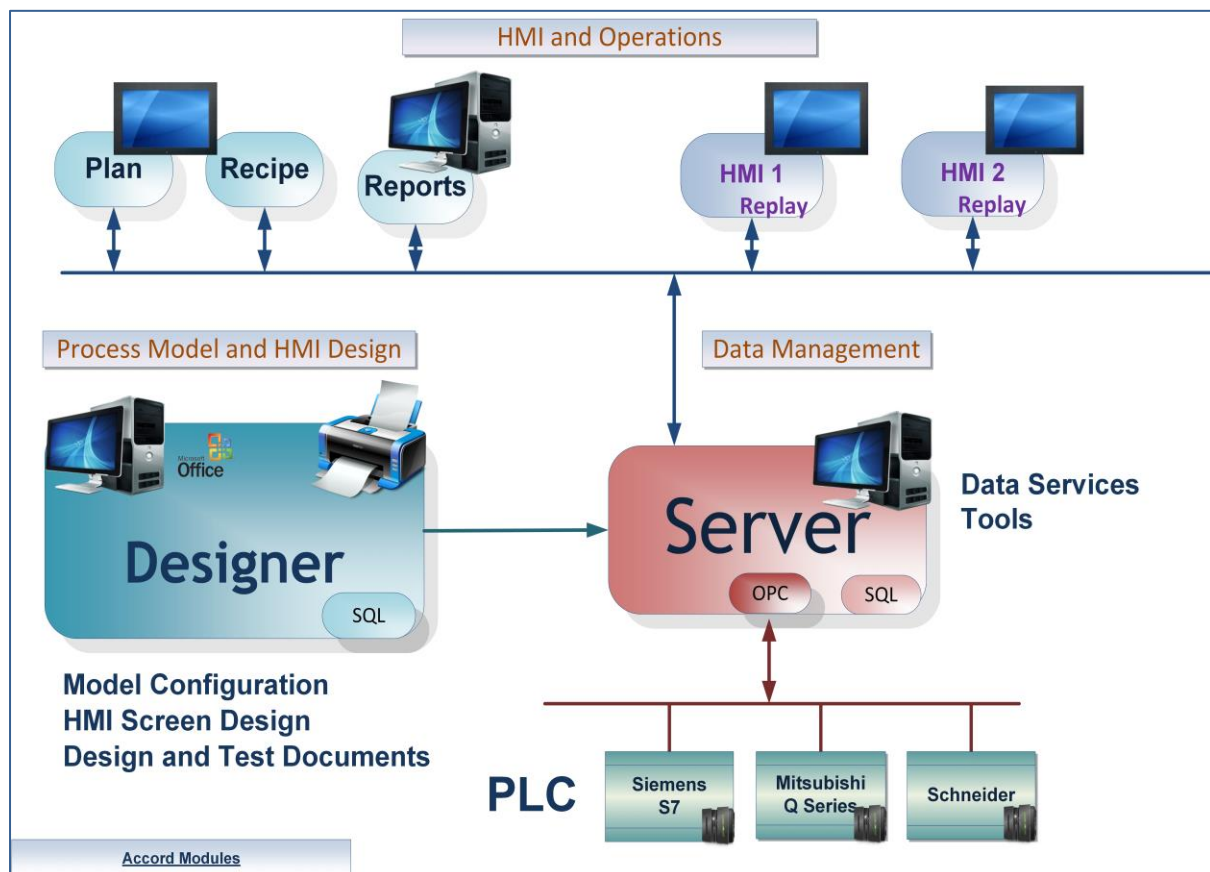 HMI and Operations
Plan
Recipe
Reports
HMI 1
Replay
HMI 2
Replay
Process Model and HMI Design
Data Management
Microsoft
Office
Designer
SQL
Server
OPC
SQL
Data Services
Tools
Model Configuration
HMI Screen Design
Design and Test Documents
PLC
Siemens
S7
Mitsubishi
Q Series
Schneider
Accord Modules